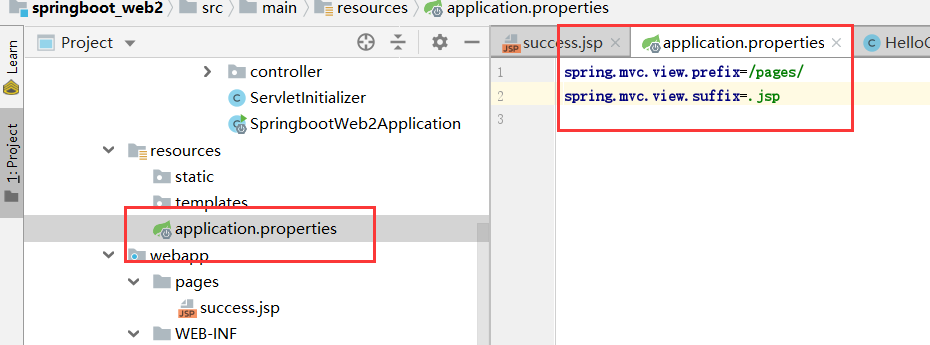 springboot_web2 src main resources application.properties
Learn
1: Project
Project
controller
ServletInitializer
SpringbootWeb2Application
resources
static
templates
application.properties
webapp
pages
JSP success.jsp
WEB-INF
JSP success.jsp application.properties C
1 spring.mvc.view.prefix=/pages/
2 spring.mvc.view.suffix=.jsp
3